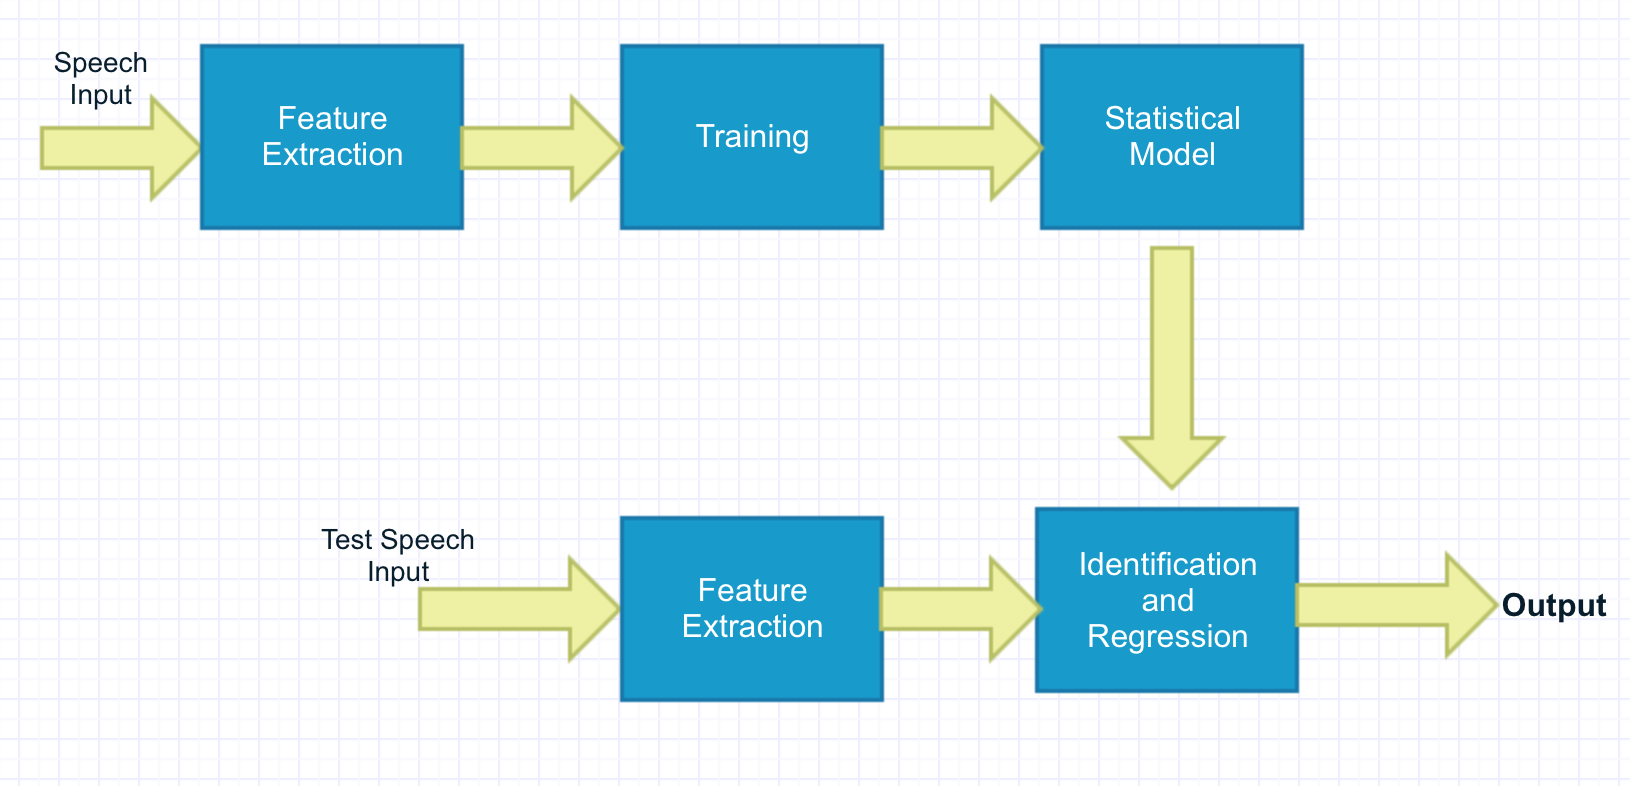 Speech
Input
Feature
Extraction
Training
Statistical
Model
Test Speech
Input
Feature
Extraction
Identification
and
Regression
Output